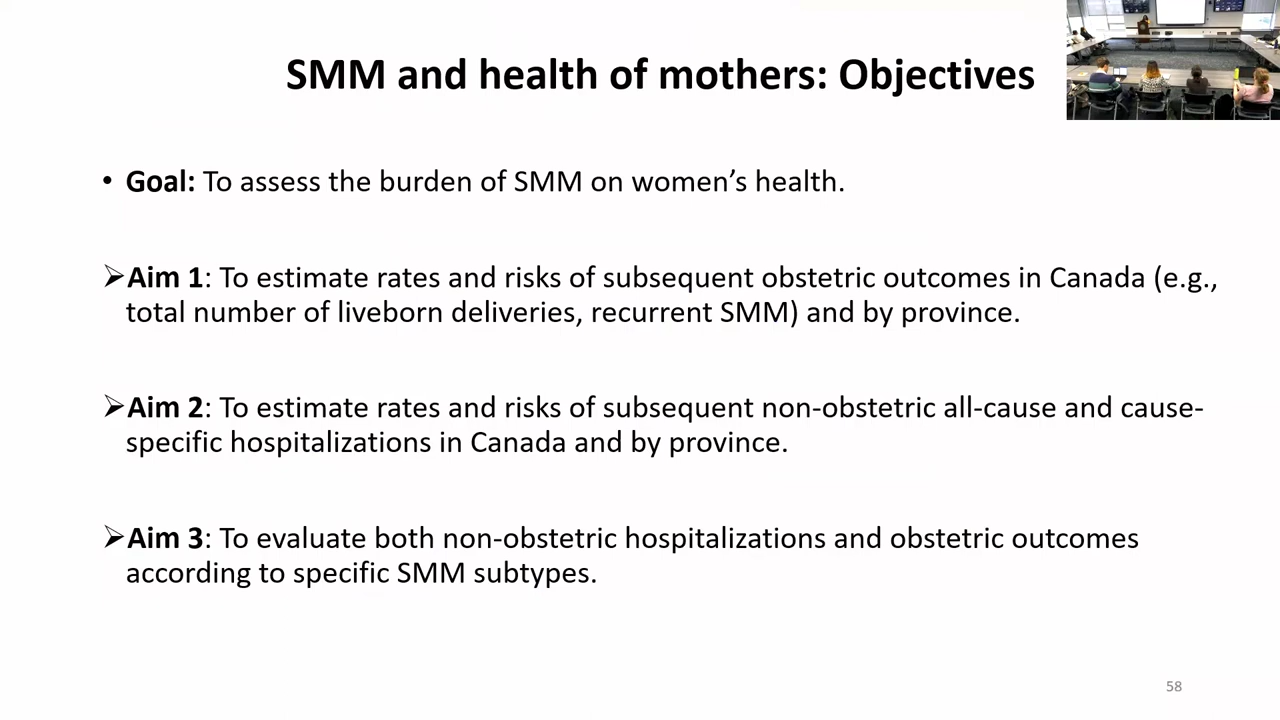 SMM and health of mothers: Objectives
• Goal: To assess the burden of SMM on women’s health.
➢Aim 1: To estimate rates and risks of subsequent obstetric outcomes in Canada (e.g.,
total number of liveborn deliveries, recurrent SMM) and by province.
➢Aim 2: To estimate rates and risks of subsequent non-obstetric all-cause and cause-
specific hospitalizations in Canada and by province.
➢Aim 3: To evaluate both non-obstetric hospitalizations and obstetric outcomes
according to specific SMM subtypes.
58